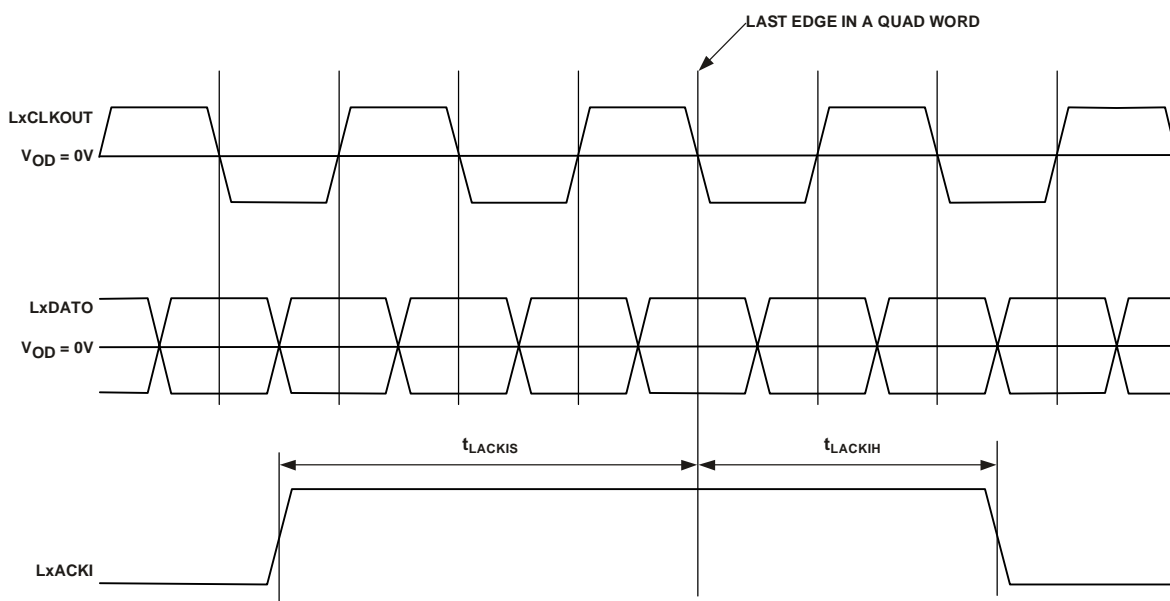 LAST EDGE IN A QUAD WORD
LxCLKOUT
VOD = 0V
LxDATO
VOD = 0V
tLACKIS
tLACKIH
LxACKI